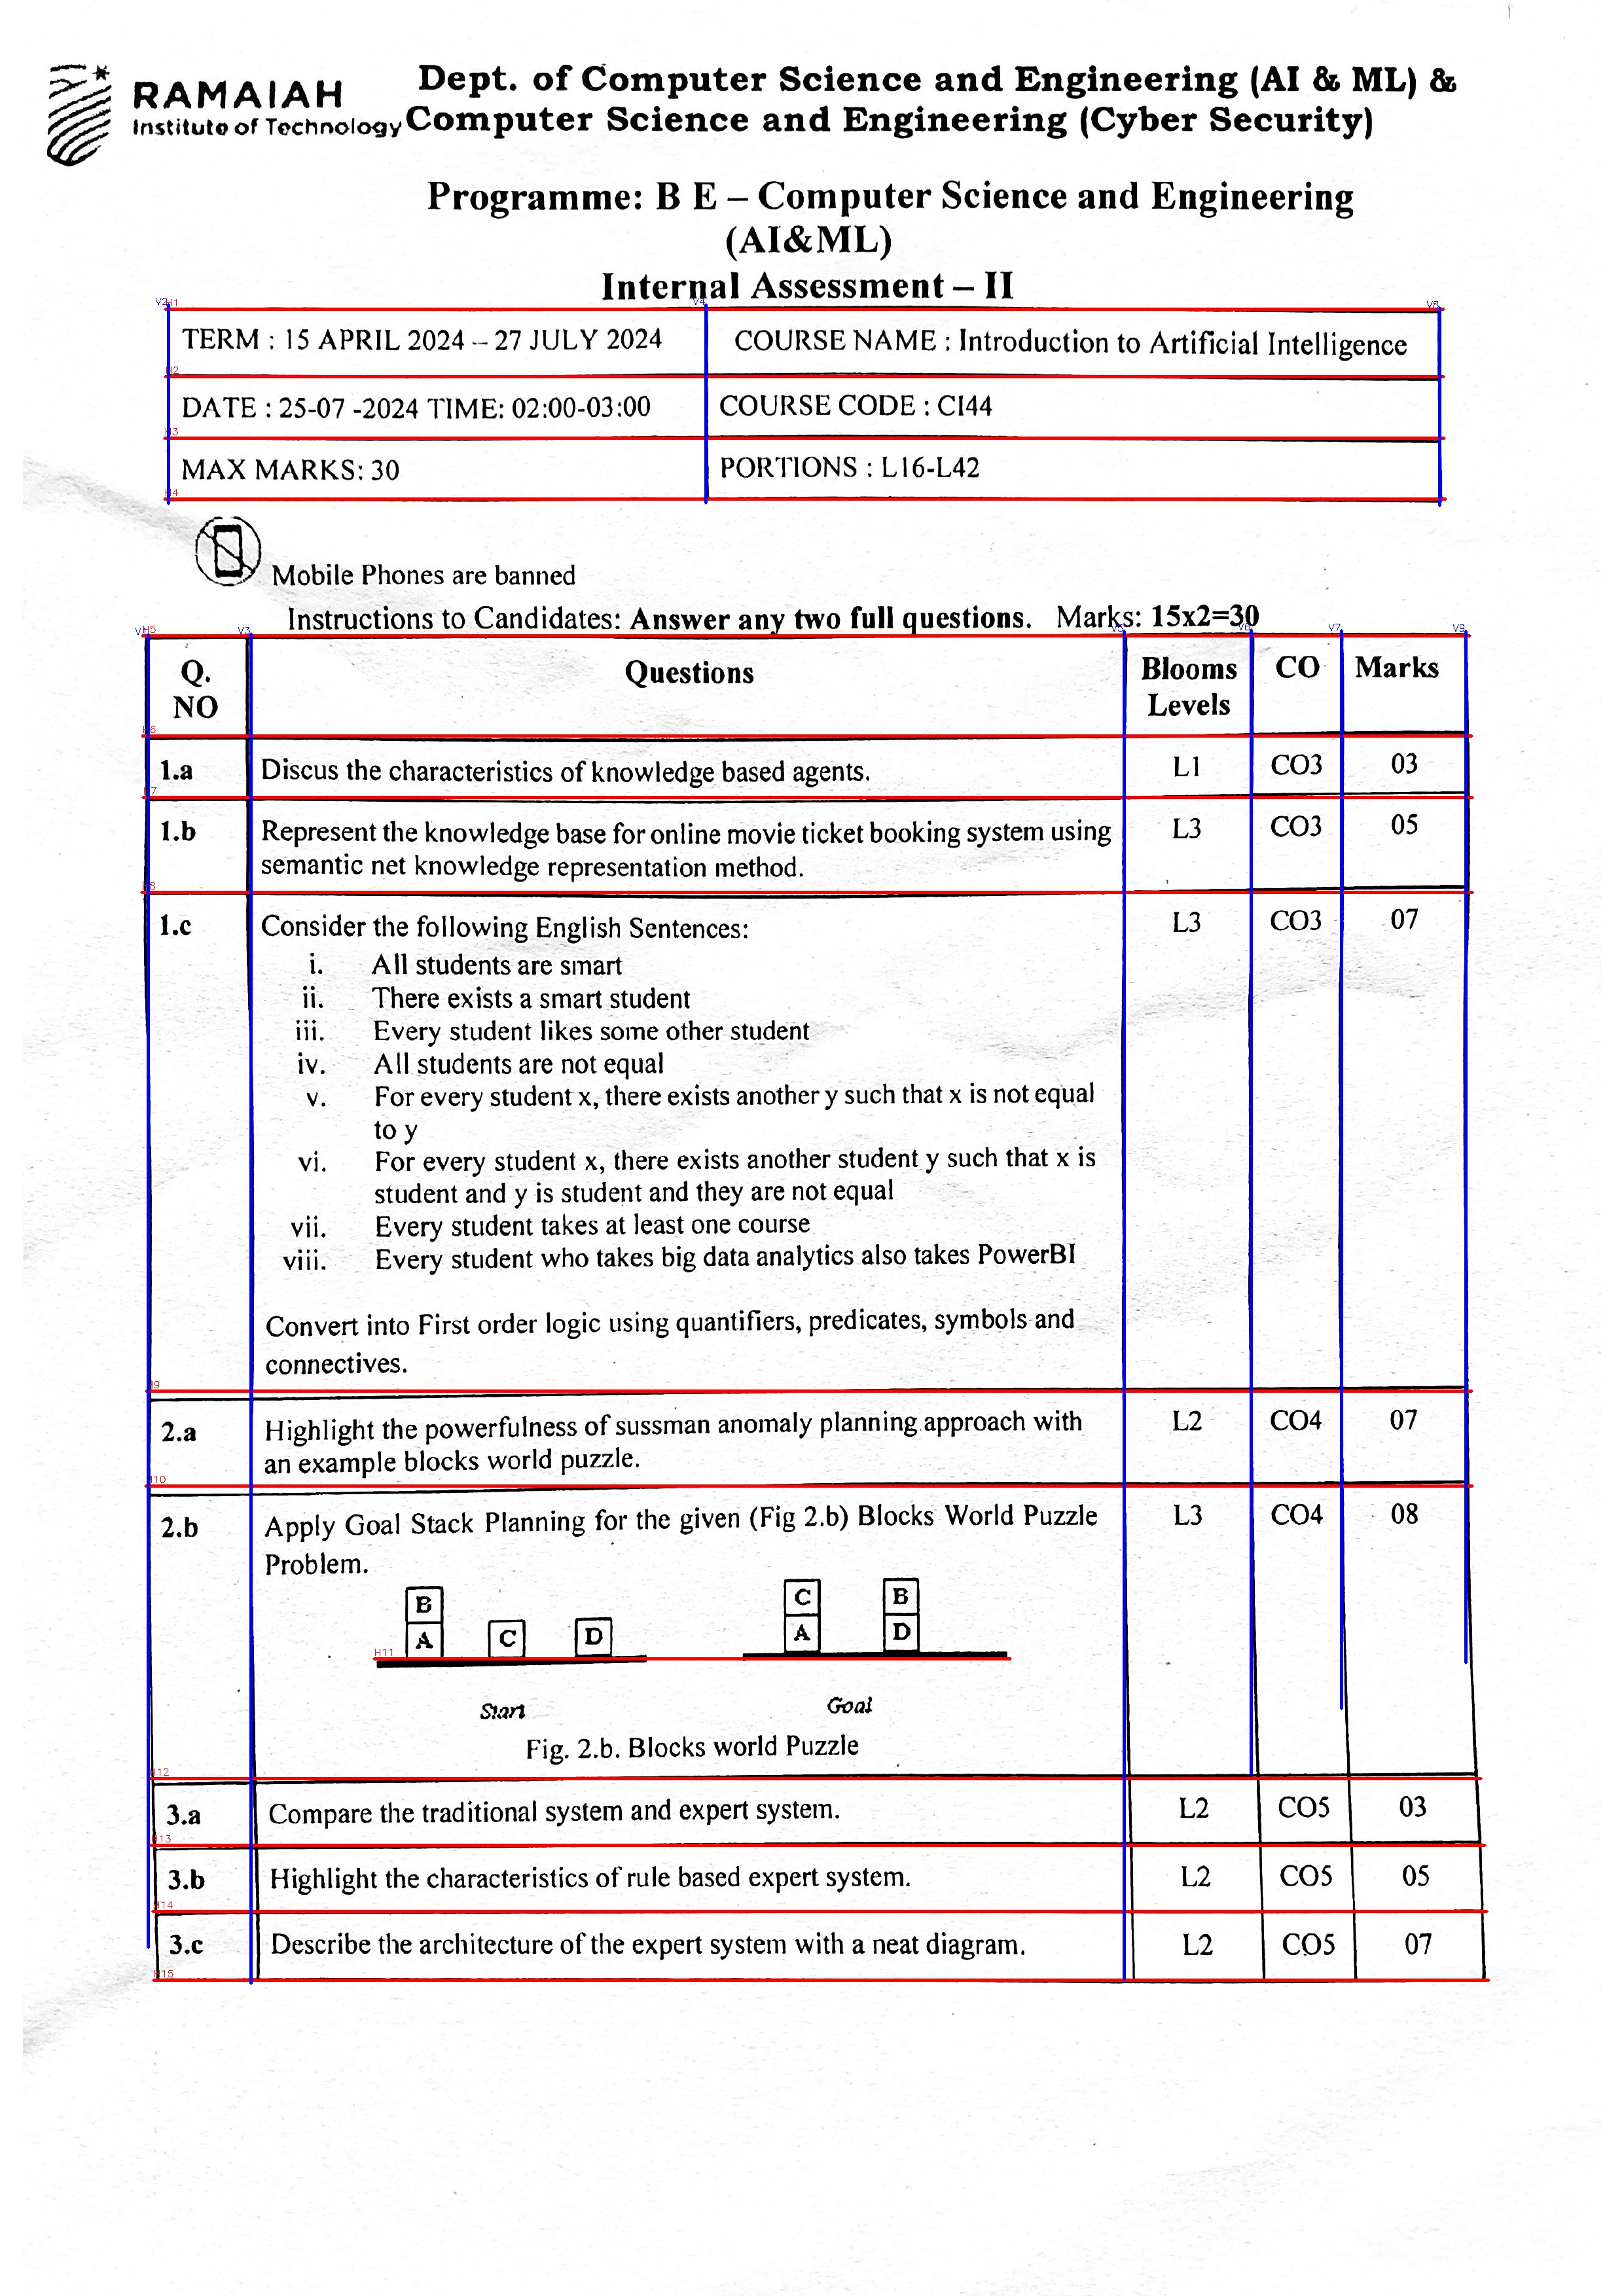 RAMAIAH
Institute of Technology
Dept. of Computer Science and Engineering (AI & ML) &
Computer Science and Engineering (Cyber Security)
Programme: B E – Computer Science and Engineering
(AI&ML)
Internal Assessment – II
TERM : 15 APRIL 2024 – 27 JULY 2024 COURSE NAME : Introduction to Artificial Intelligence
DATE : 25-07 -2024 TIME: 02:00-03:00 COURSE CODE : CI44
MAX MARKS: 30 PORTIONS : L16-L42
Mobile Phones are banned
Instructions to Candidates: Answer any two full questions. Marks: 15x2=30
Q. NO Questions Blooms Levels CO Marks
1.a Discus the characteristics of knowledge based agents. L1 CO3 03
1.b Represent the knowledge base for online movie ticket booking system using L3 CO3 05
semantic net knowledge representation method.
1.c Consider the following English Sentences: L3 CO3 07
i. All students are smart
ii. There exists a smart student
iii. Every student likes some other student
iv. All students are not equal
v. For every student x, there exists another y such that x is not equal
to y
vi. For every student x, there exists another student y such that x is
student and y is student and they are not equal
vii. Every student takes at least one course
viii. Every student who takes big data analytics also takes PowerBI
Convert into First order logic using quantifiers, predicates, symbols and
connectives.
2.a Highlight the powerfulness of sussman anomaly planning approach with L2 CO4 07
an example blocks world puzzle.
2.b Apply Goal Stack Planning for the given (Fig 2.b) Blocks World Puzzle L3 CO4 08
Problem.
B C B
A C D A D
Start Goal
Fig. 2.b. Blocks world Puzzle
3.a Compare the traditional system and expert system. L2 CO5 03
3.b Highlight the characteristics of rule based expert system. L2 CO5 05
3.c Describe the architecture of the expert system with a neat diagram. L2 CO5 07